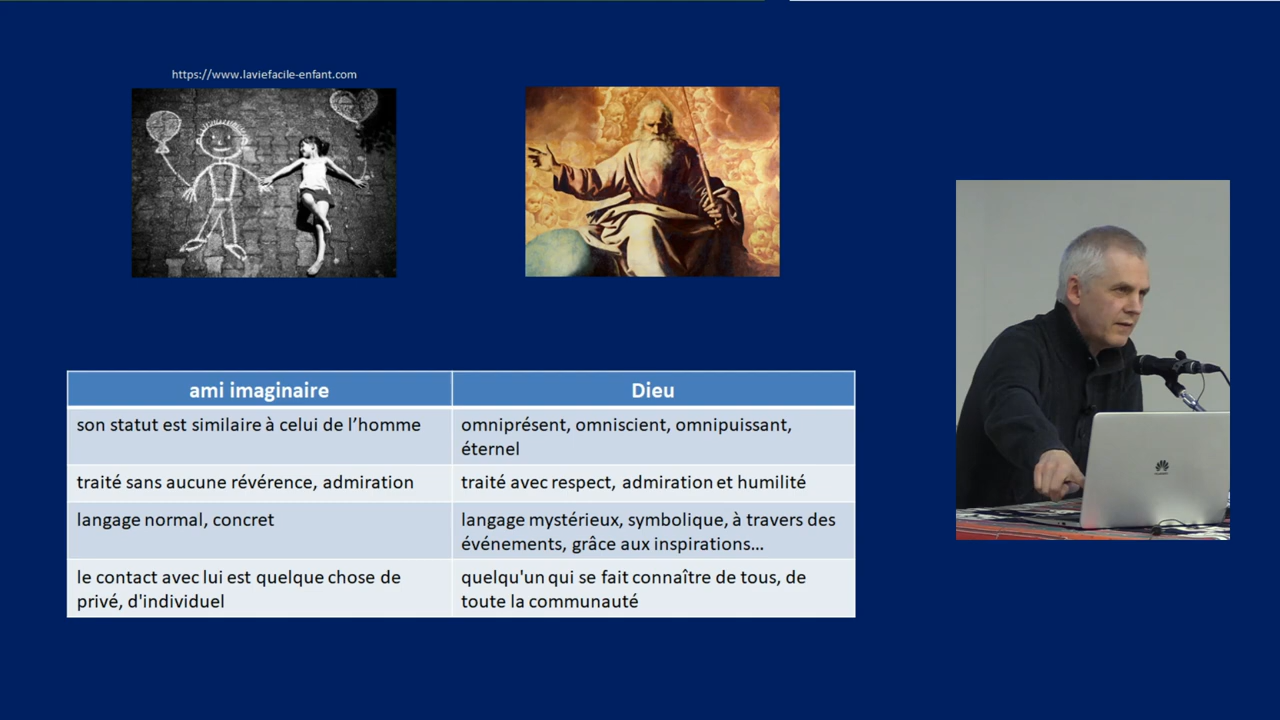 https://www.laviefacile-enfant.com
ami imaginaire
Dieu
son statut est similaire à celui de l’homme
omniprésent, omniscient, omnipuissant,
éternel
traité sans aucune révérence, admiration
traité avec respect, admiration et humilité
langage normal, concret
langage mystérieux, symbolique, à travers des
événements, grâce aux inspirations...
le contact avec lui est quelque chose de
privé, d'individuel
quelqu'un qui se fait connaître de tous, de
toute la communauté